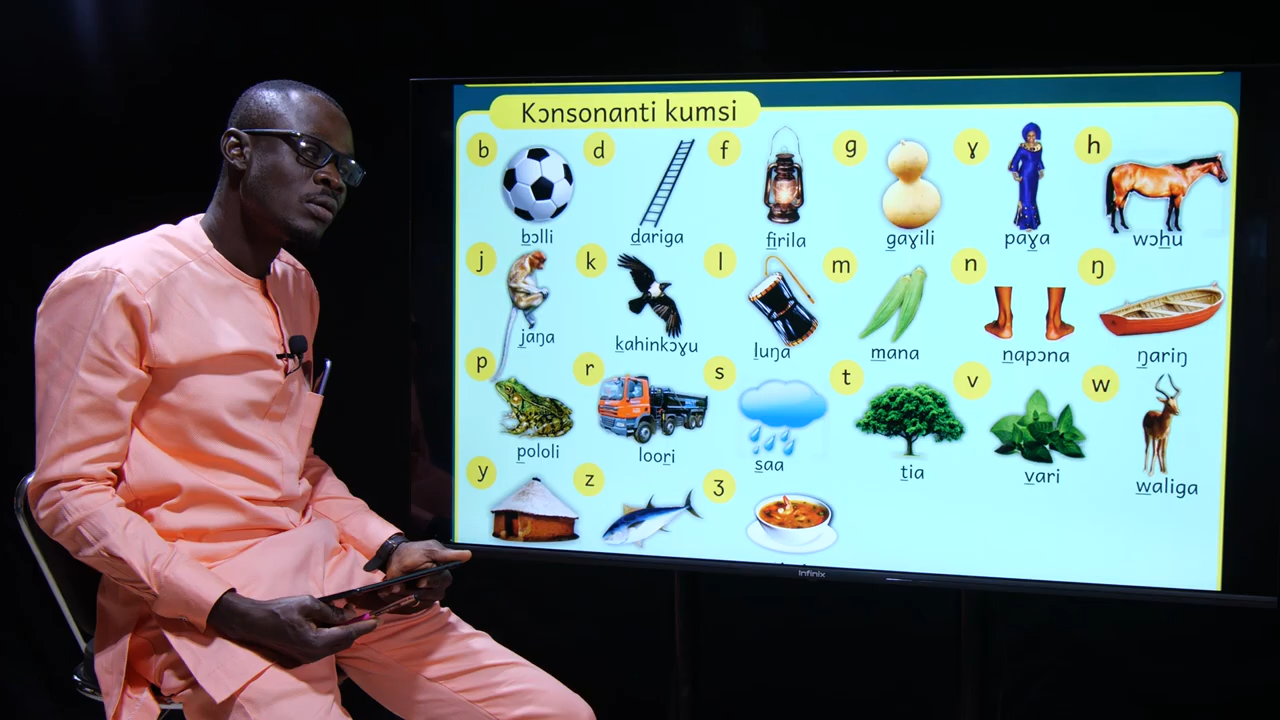 Kɔnsonanti kumsi
b d f g ɣ h
bɔlli dariga firila gaɣili paɣa wɔhu
j k l m n ŋ
jaŋa kahinkɔɣu luŋa mana napɔna ŋariŋ
p r s t v w
pololi loori saa tia vari waliga
y z ʒ
Infinix